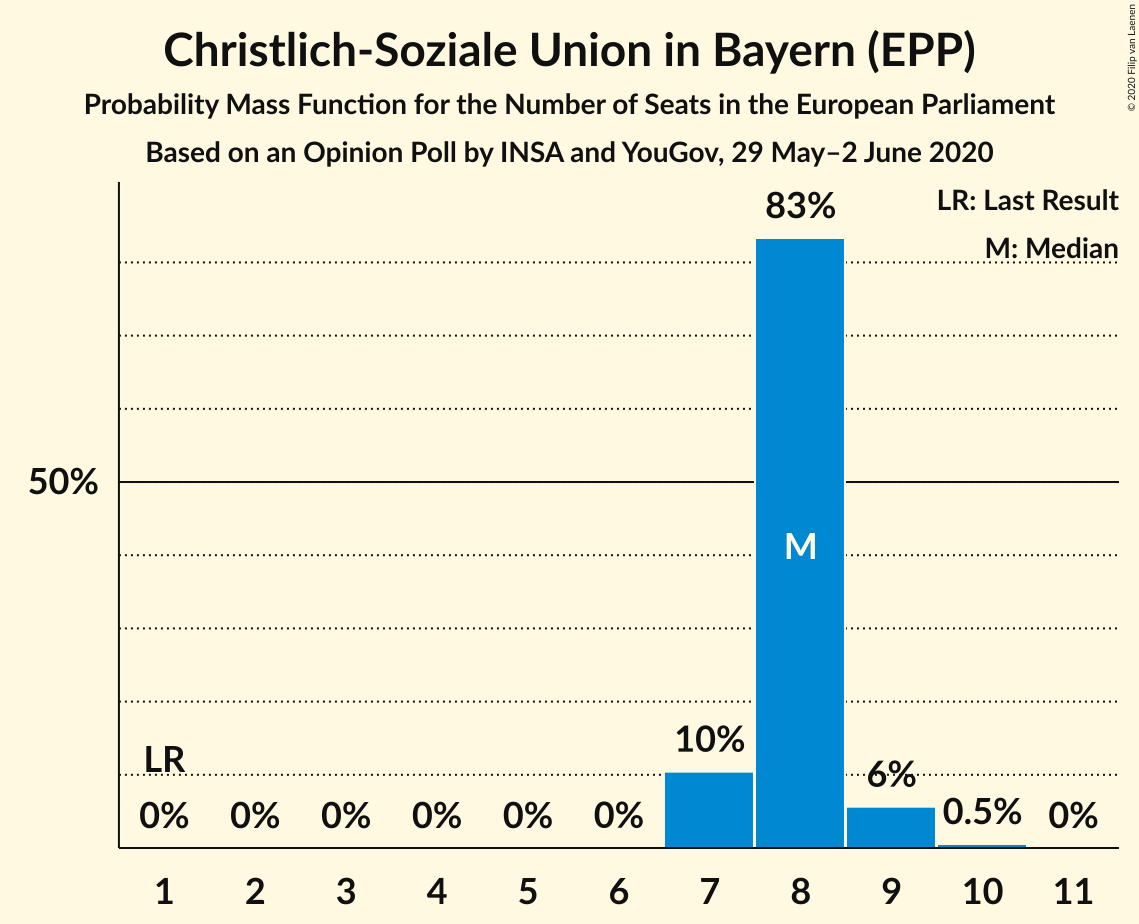 Christlich-Soziale Union in Bayern (EPP)
Probability Mass Function for the Number of Seats in the European Parliament
Based on an Opinion Poll by INSA and YouGov, 29 May–2 June 2020
© 2020 Filip van Laenen
LR: Last Result
M: Median
83%
50%
M
10%
LR
6%
0% 0% 0% 0% 0% 0% 0.5% 0%
1 2 3 4 5 6 7 8 9 10 11